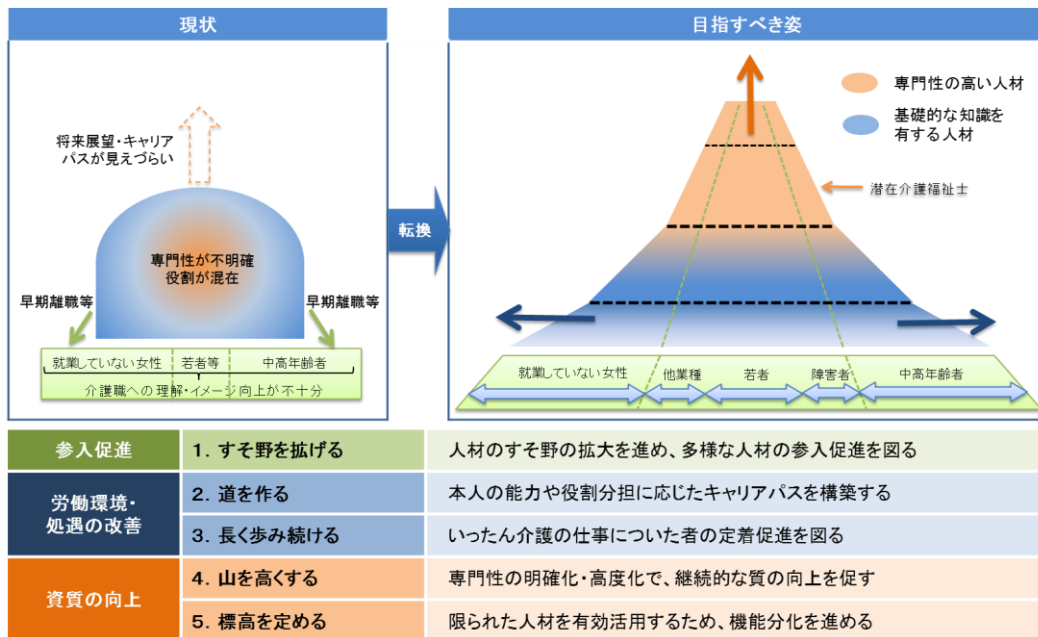 現状
将来展望・キャリア
パスが見えづらい
専門性が不明確
役割が混在
早期離職等
早期離職等
就業していない女性 若者等 中高年齢者
介護職への理解・イメージ向上が不十分
転換
目指すべき姿
専門性の高い人材
基礎的な知識を
有する人材
潜在介護福祉士
就業していない女性 他業種 若者 障害者 中高年齢者
参入促進 1. すそ野を拡げる 人材のすそ野の拡大を進め、多様な人材の参入促進を図る
労働環境・
処遇の改善
2. 道を作る 本人の能力や役割分担に応じたキャリアパスを構築する
3. 長く歩み続ける いったん介護の仕事についた者の定着促進を図る
資質の向上
4. 山を高くする 専門性の明確化・高度化で、継続的な質の向上を促す
5. 標高を定める 限られた人材を有効活用するため、機能分化を進める